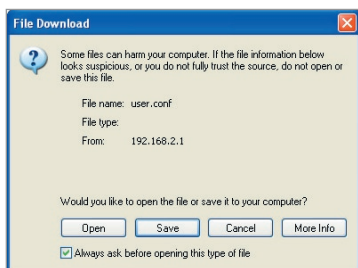 File Download
Some files can harm your computer. If the file information below
looks suspicious, or you do not fully trust the source, do not open or
save this file.
File name: user.conf
File type:
From: 192.168.2.1
Would you like to open the file or save it to your computer?
Open Save Cancel More Info
Always ask before opening this type of file